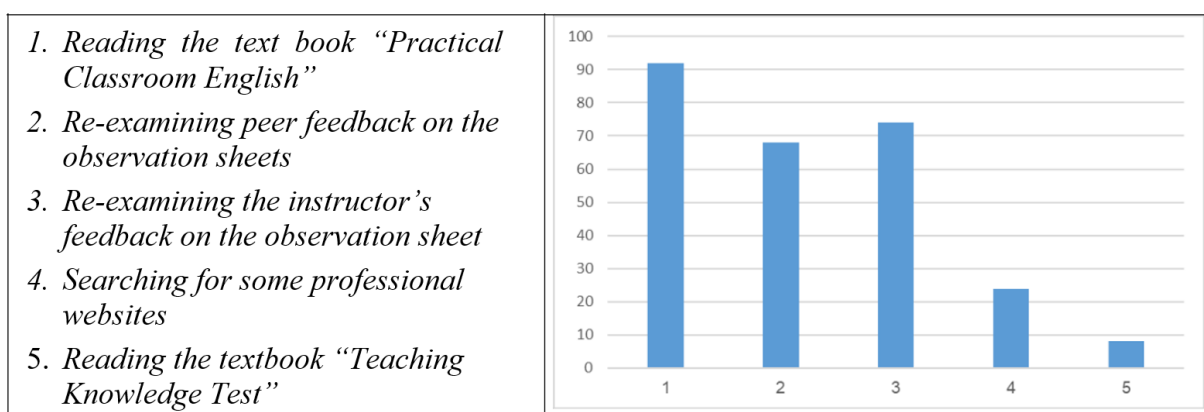 1. Reading the text book “Practical
Classroom English”
2. Re-examining peer feedback on the
observation sheets
3. Re-examining the instructor’s
feedback on the observation sheet
4. Searching for some professional
websites
5. Reading the textbook “Teaching
Knowledge Test”
100
90
80
70
60
50
40
30
20
10
0
1 2 3 4 5